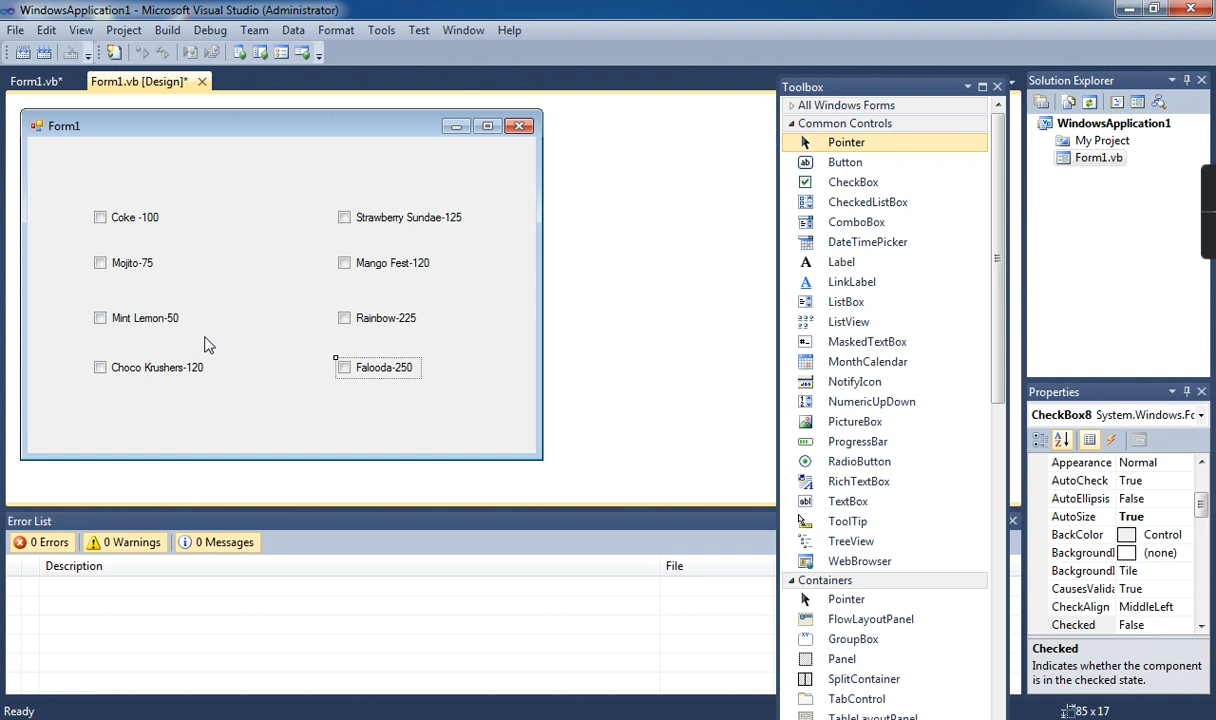 WindowsApplication1 - Microsoft Visual Studio (Administrator)
File Edit View Project Build Debug Team Data Format Tools Test Window Help
Form1.vb* Form1.vb [Design]*
Form1
Coke -100
Strawberry Sundae-125
Mojito-75
Mango Fest-120
Mint Lemon-50
Rainbow-225
Choco Krushers-120
Falooda-250
Error List
0 Errors 0 Warnings 0 Messages
Description File
Toolbox
All Windows Forms
Common Controls
Pointer
Button
CheckBox
CheckedListBox
ComboBox
DateTimePicker
Label
LinkLabel
ListBox
ListView
MaskedTextBox
MonthCalendar
NotifyIcon
NumericUpDown
PictureBox
ProgressBar
RadioButton
RichTextBox
TextBox
ToolTip
TreeView
WebBrowser
Containers
Pointer
FlowLayoutPanel
GroupBox
Panel
SplitContainer
TabControl
TableLayoutPanel
Solution Explorer
WindowsApplication1
My Project
Form1.vb
Properties
CheckBox8 System.Windows.Fo
Appearance Normal
AutoCheck True
AutoEllipsis False
AutoSize True
BackColor Control
BackgroundI (none)
BackgroundI Tile
CausesValida True
CheckAlign MiddleLeft
Checked False
Checked
Indicates whether the component
is in the checked state.
Ready
85 x 17